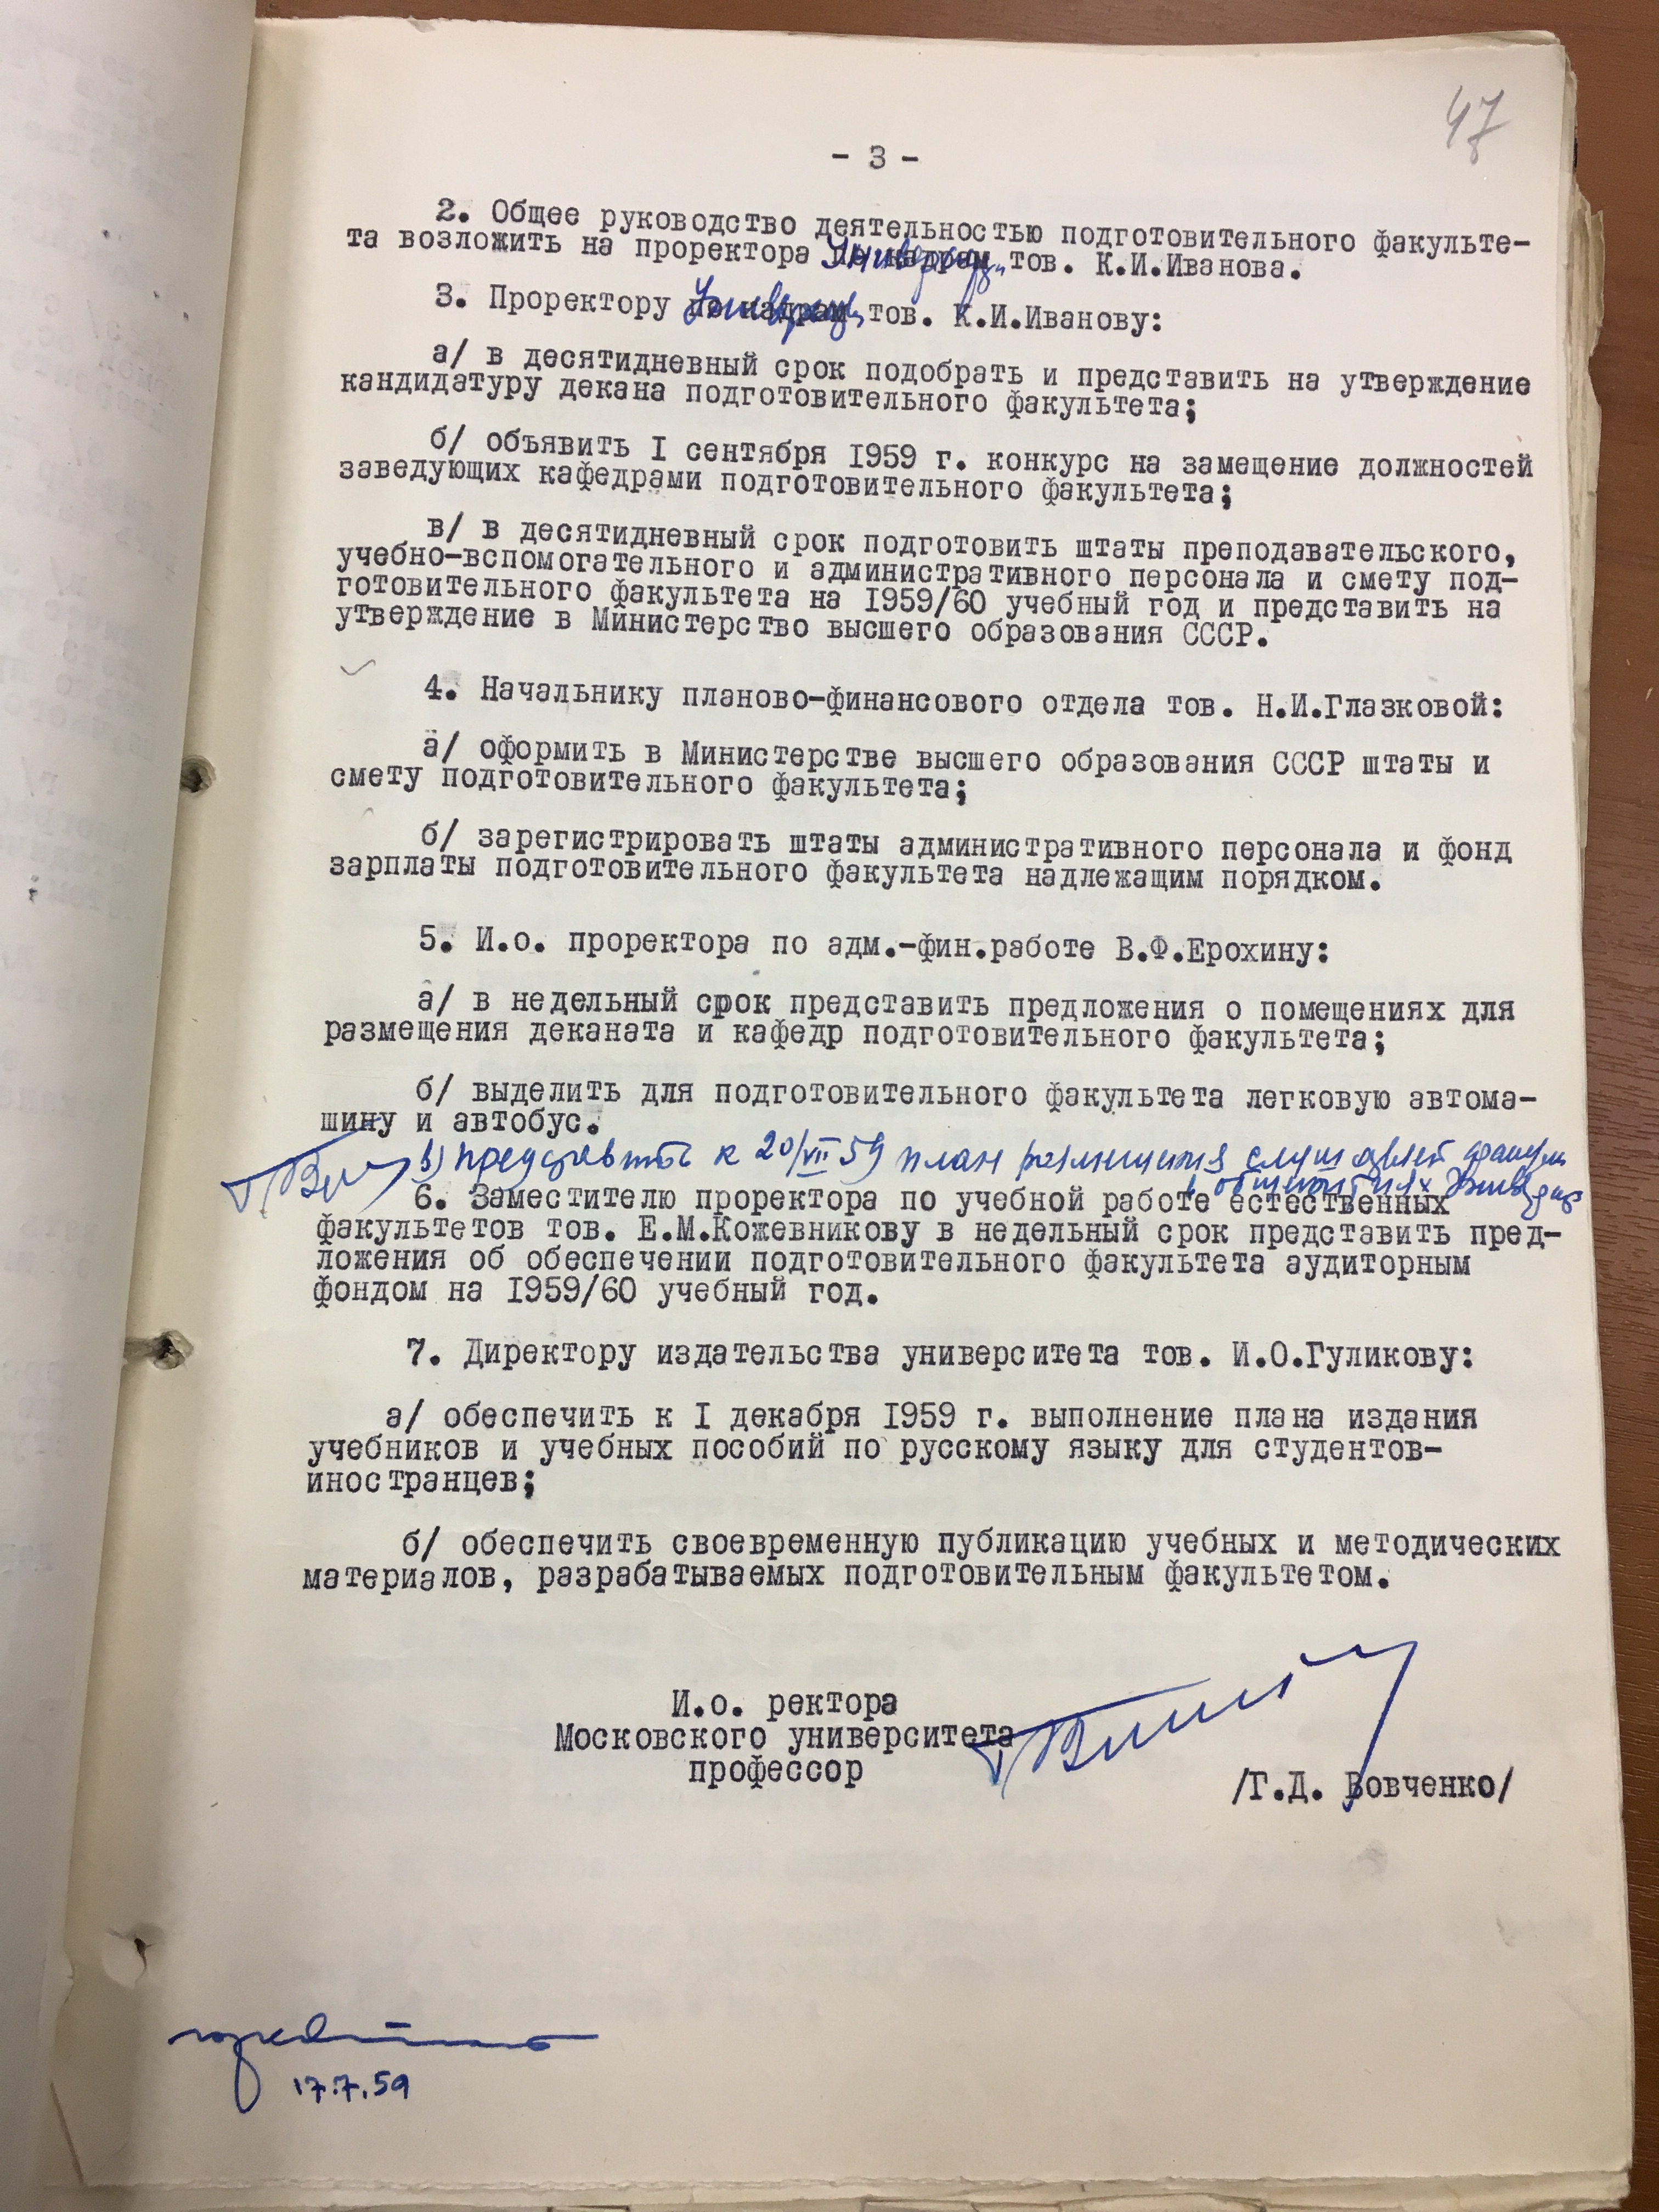 47
- 3 -
2. Общее руководство деятельностью подготовительного факульте-
та возложить на проректора по кадрам тов. К.И.Иванова.
3. Проректору по кадрам тов. К.И.Иванову:
а/ в десятидневный срок подобрать и представить на утверждение
кандидатуру декана подготовительного факультета;
б/ объявить I сентября 1959 г. конкурс на замещение должностей
заведующих кафедрами подготовительного факультета;
в/ в десятидневный срок подготовить штаты преподавательского,
учебно-вспомогательного и административного персонала и смету под-
готовительного факультета на 1959/60 учебный год и представить на
утверждение в Министерство высшего образования СССР.
4. Начальнику планово-финансового отдела тов. Н.И.Глазковой:
а/ оформить в Министерстве высшего образования СССР штаты и
смету подготовительного факультета;
б/ зарегистрировать штаты административного персонала и фонд
зарплаты подготовительного факультета надлежащим порядком.
5. И.о. проректора по адм.-фин.работе В.Ф.Ерохину:
а/ в недельный срок представить предложения о помещениях для
размещения деканата и кафедр подготовительного факультета;
б/ выделить для подготовительного факультета легковую автома-
шину и автобус.
в) представить к 20/VII 59 план размещения слушателей
в общежитиях
6. Заместителю проректора по учебной работе естественных
факультетов тов. Е.М.Кожевникову в недельный срок представить пред-
ложения об обеспечении подготовительного факультета аудиторным
фондом на 1959/60 учебный год.
7. Директору издательства университета тов. И.О.Гуликову:
а/ обеспечить к I декабря 1959 г. выполнение плана издания
учебников и учебных пособий по русскому языку для студентов-
иностранцев;
б/ обеспечить своевременную публикацию учебных и методических
материалов, разрабатываемых подготовительным факультетом.
И.о. ректора
Московского университета
профессор
/Г.Д. Вовченко/
17.7.59